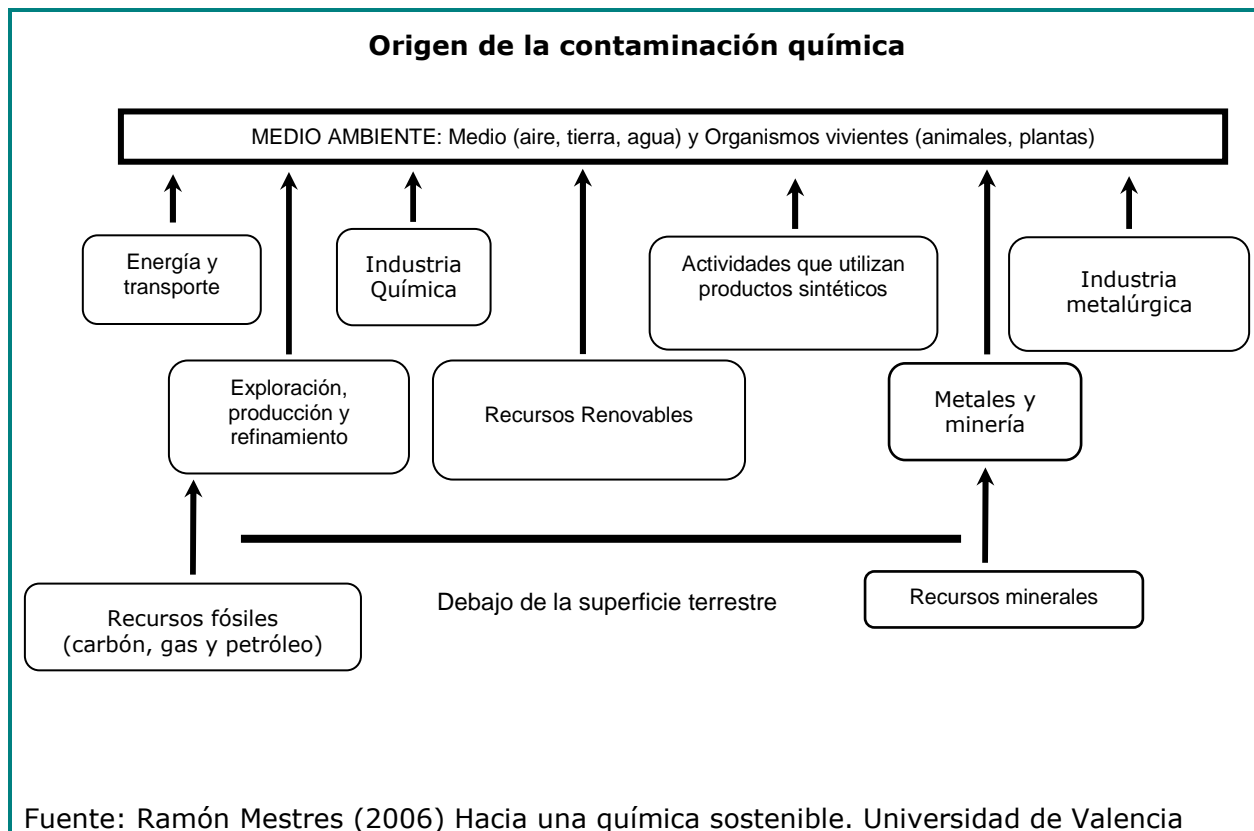 Origen de la contaminación química
MEDIO AMBIENTE: Medio (aire, tierra, agua) y Organismos vivientes (animales, plantas)
Energía y
transporte
Industria
Química
Actividades que utilizan
productos sintéticos
Industria
metalúrgica
Exploración,
producción y
refinamiento
Recursos Renovables
Metales y
minería
Recursos fósiles
(carbón, gas y petróleo)
Debajo de la superficie terrestre
Recursos minerales
Fuente: Ramón Mestres (2006) Hacia una química sostenible. Universidad de Valencia